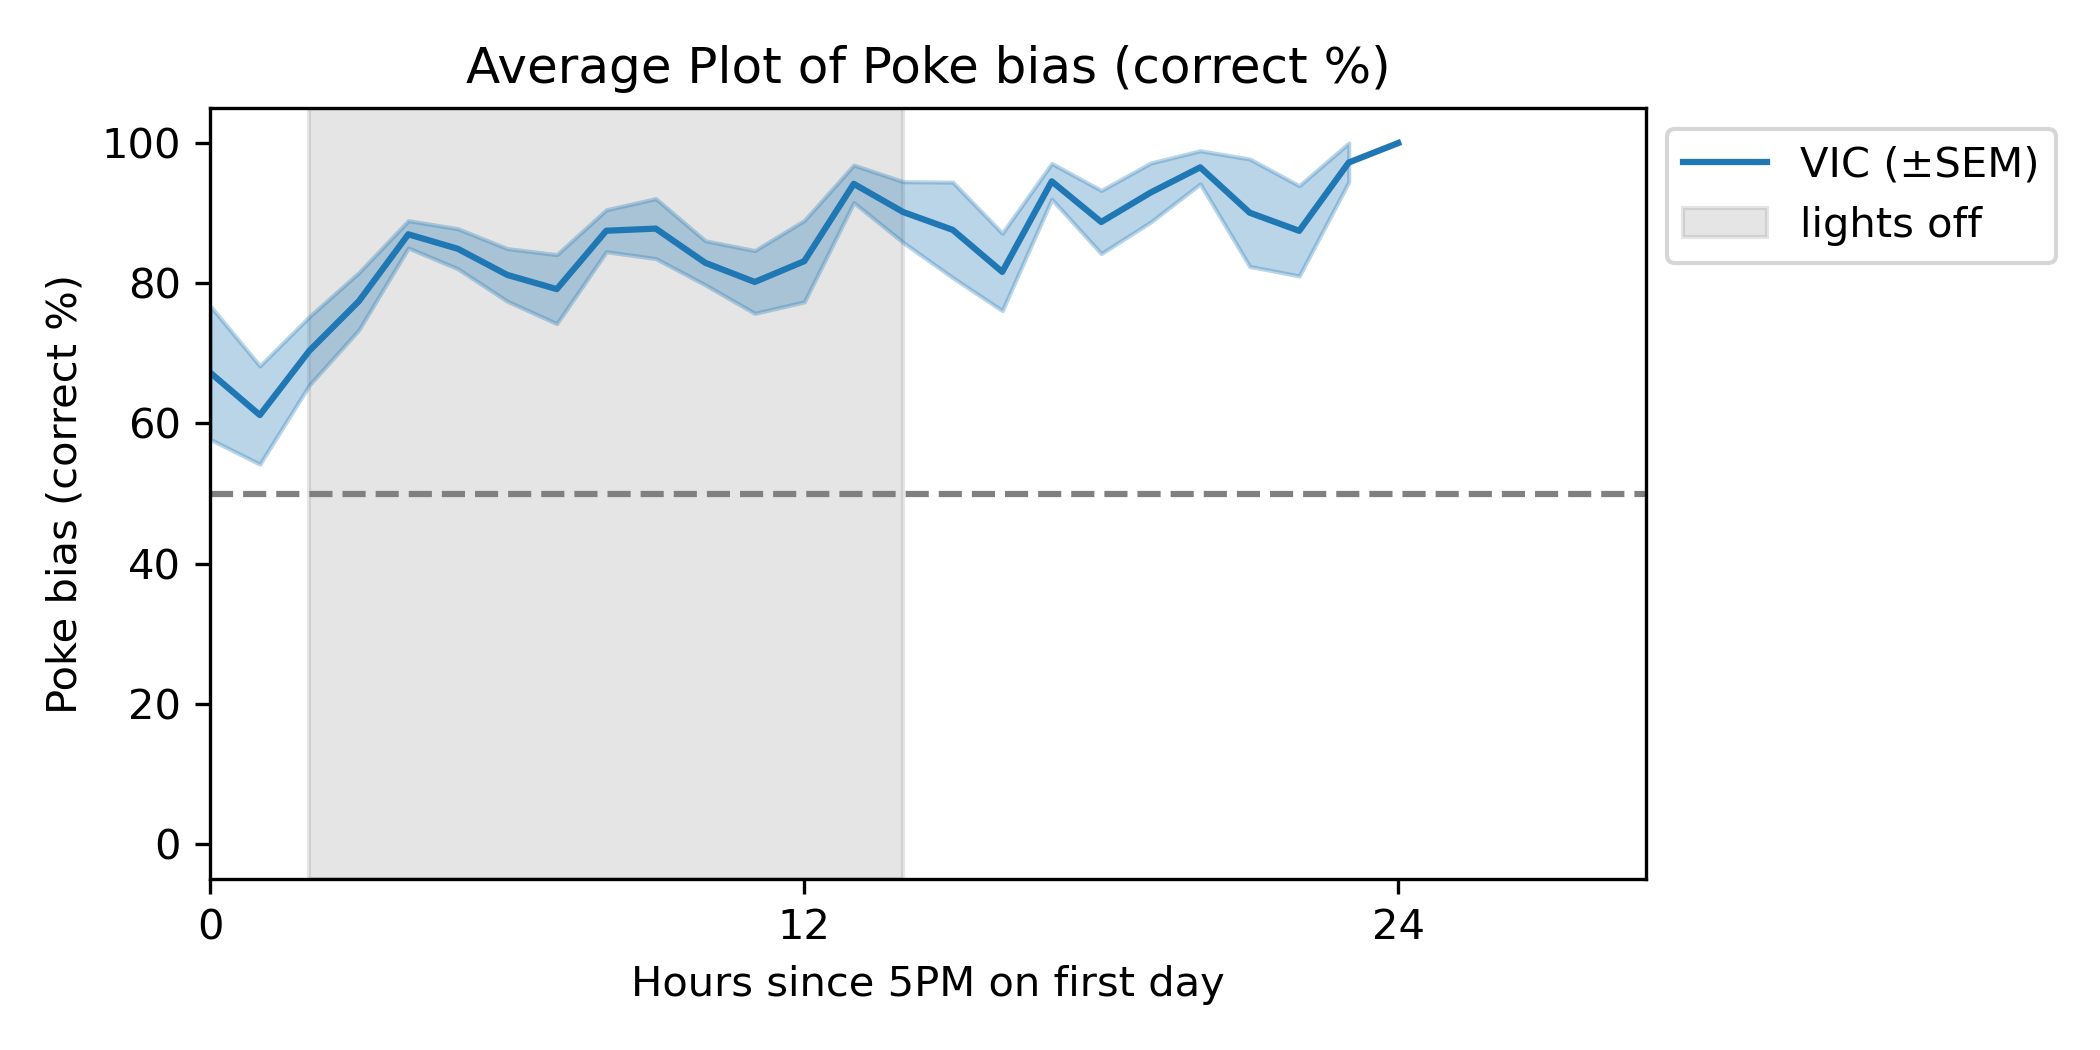 Average Plot of Poke bias (correct %)
VIC (±SEM)
lights off
Poke bias (correct %)
100
80
60
40
20
0
0 12 24
Hours since 5PM on first day